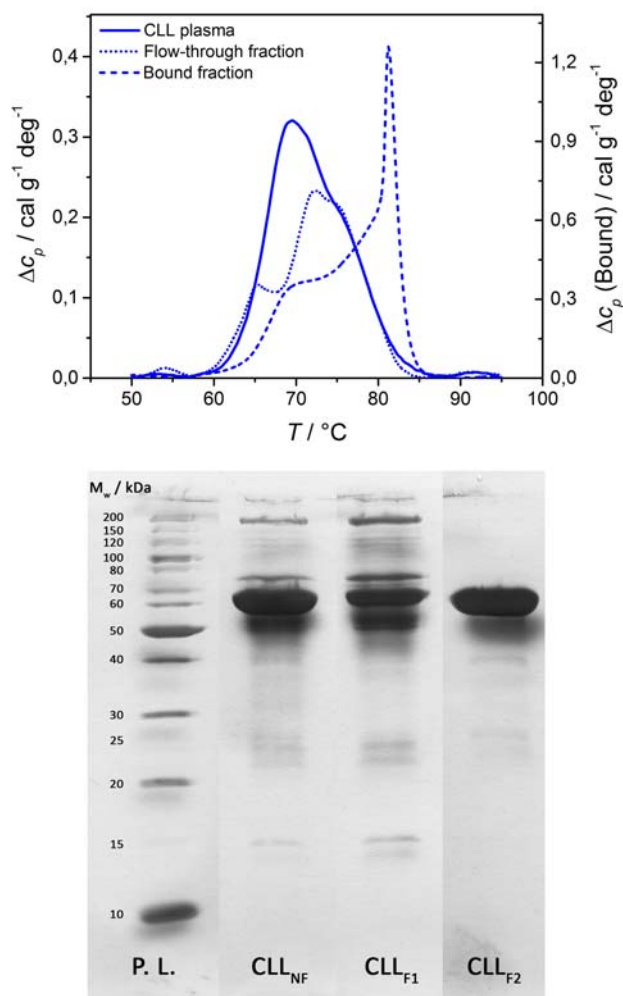 CLL plasma
Flow-through fraction
Bound fraction
Δcₚ / cal g⁻¹ deg⁻¹
0,4
0,3
0,2
0,1
0,0
Δcₚ (Bound) / cal g⁻¹ deg⁻¹
1,2
0,9
0,6
0,3
0,0
50 60 70 80 90 100
T / °C
M_w / kDa
200
150
120
100
80
70
60
50
40
30
25
20
15
10
P. L. CLL_NF CLL_F1 CLL_F2